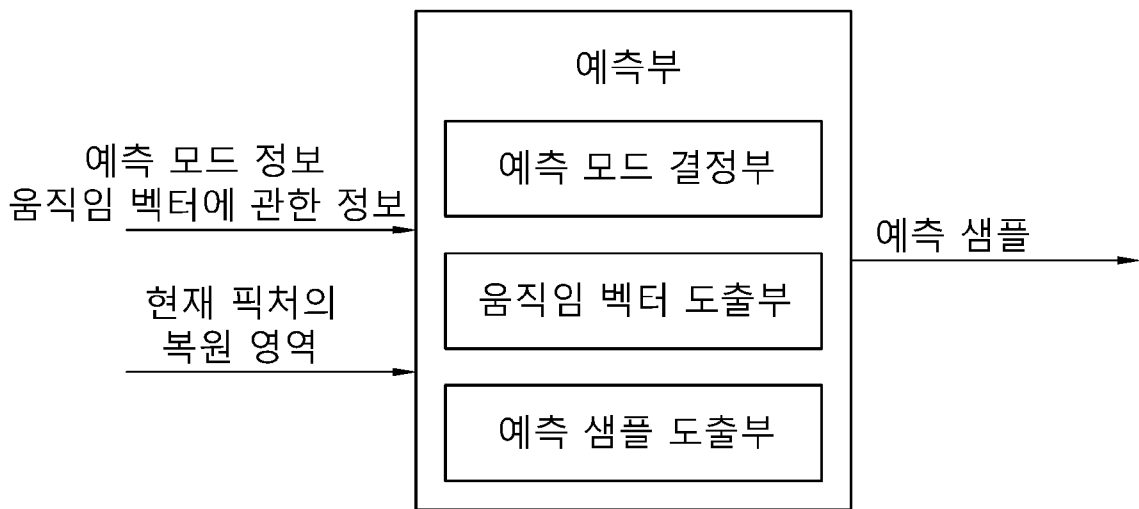 예측부
예측 모드 결정부
예측 모드 정보
움직임 벡터에 관한 정보
예측 샘플
움직임 벡터 도출부
현재 픽처의
복원 영역
예측 샘플 도출부